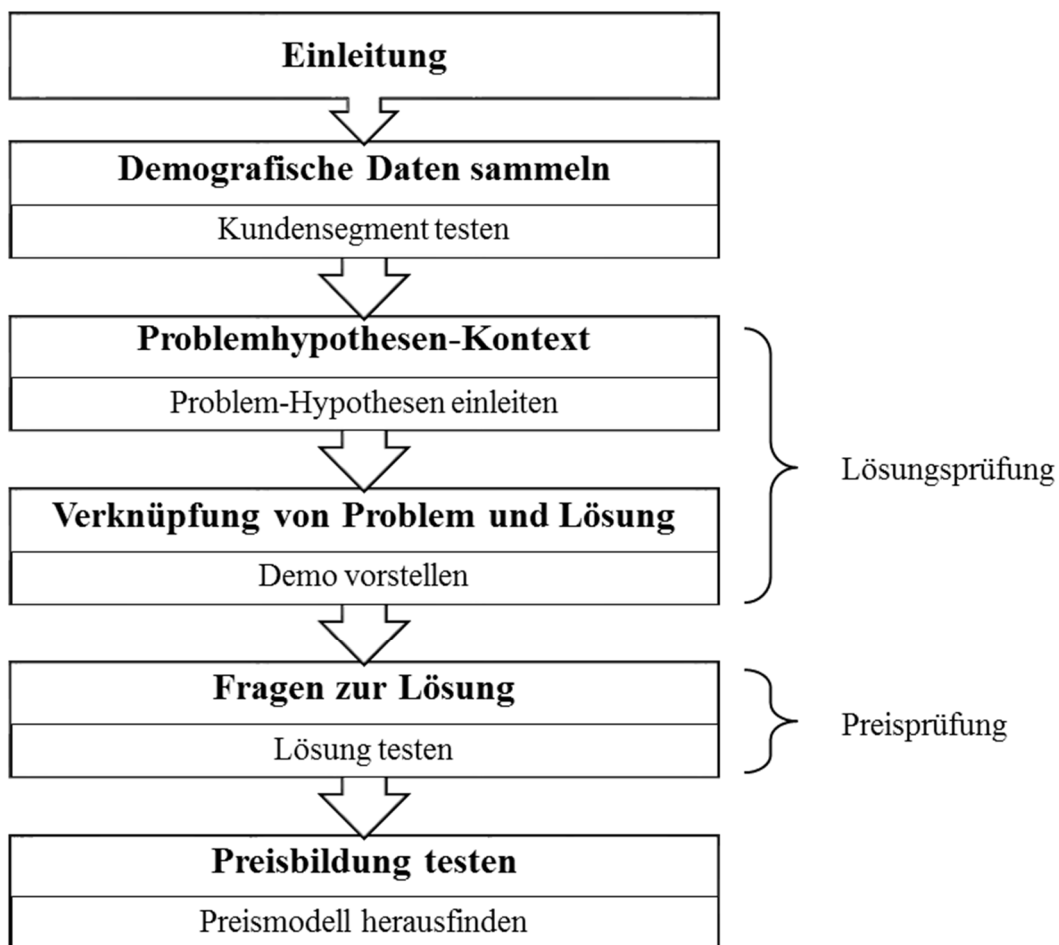 Einleitung
Demografische Daten sammeln
Kundensegment testen
Problemhypothesen-Kontext
Problem-Hypothesen einleiten
Verknüpfung von Problem und Lösung
Demo vorstellen
Lösungsprüfung
Fragen zur Lösung
Lösung testen
Preisprüfung
Preisbildung testen
Preismodell herausfinden